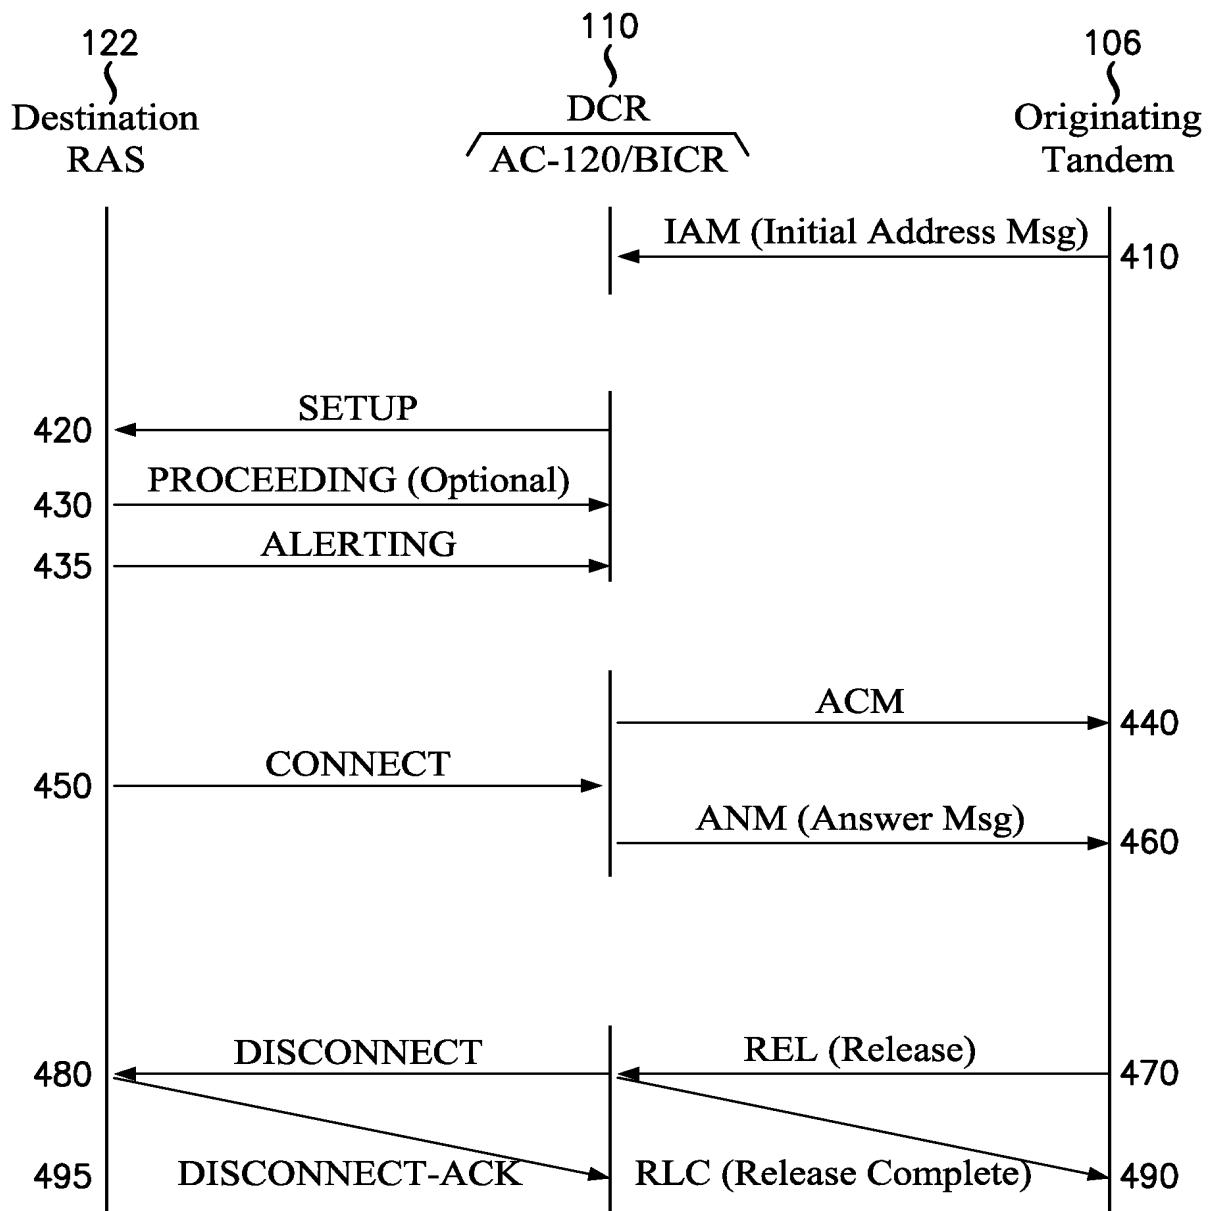 122
110
106
Destination
RAS
DCR
AC-120/BICR
Originating
Tandem
IAM (Initial Address Msg)
410
SETUP
420
PROCEEDING (Optional)
430
ALERTING
435
ACM
440
CONNECT
450
ANM (Answer Msg)
460
DISCONNECT
480
REL (Release)
470
495
DISCONNECT-ACK
RLC (Release Complete)
490